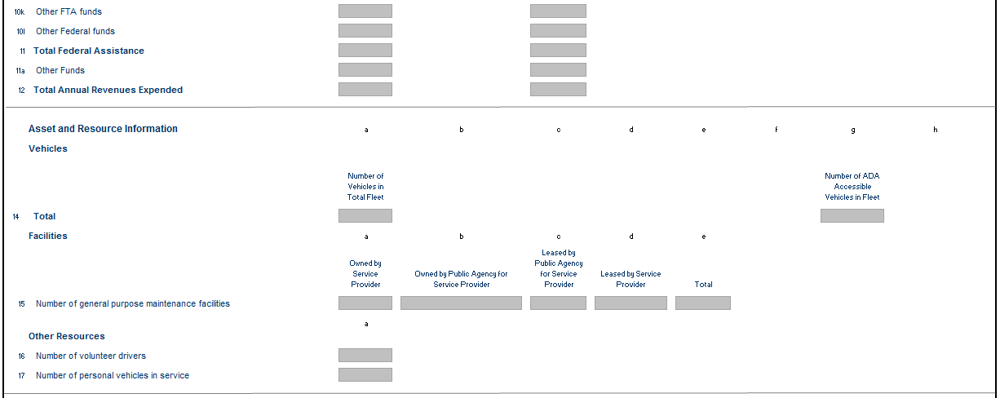 10k Other FTA funds
10l Other Federal funds
11 Total Federal Assistance
11a Other Funds
12 Total Annual Revenues Expended
Asset and Resource Information a b c d e f g h
Vehicles
Number of Vehicles in Total Fleet
Number of ADA Accessible Vehicles in Fleet
14 Total
Facilities a b c d e
Owned by Service Provider
Owned by Public Agency for Service Provider
Leased by Public Agency for Service Provider
Leased by Service Provider
Total
15 Number of general purpose maintenance facilities
a
Other Resources
16 Number of volunteer drivers
17 Number of personal vehicles in service